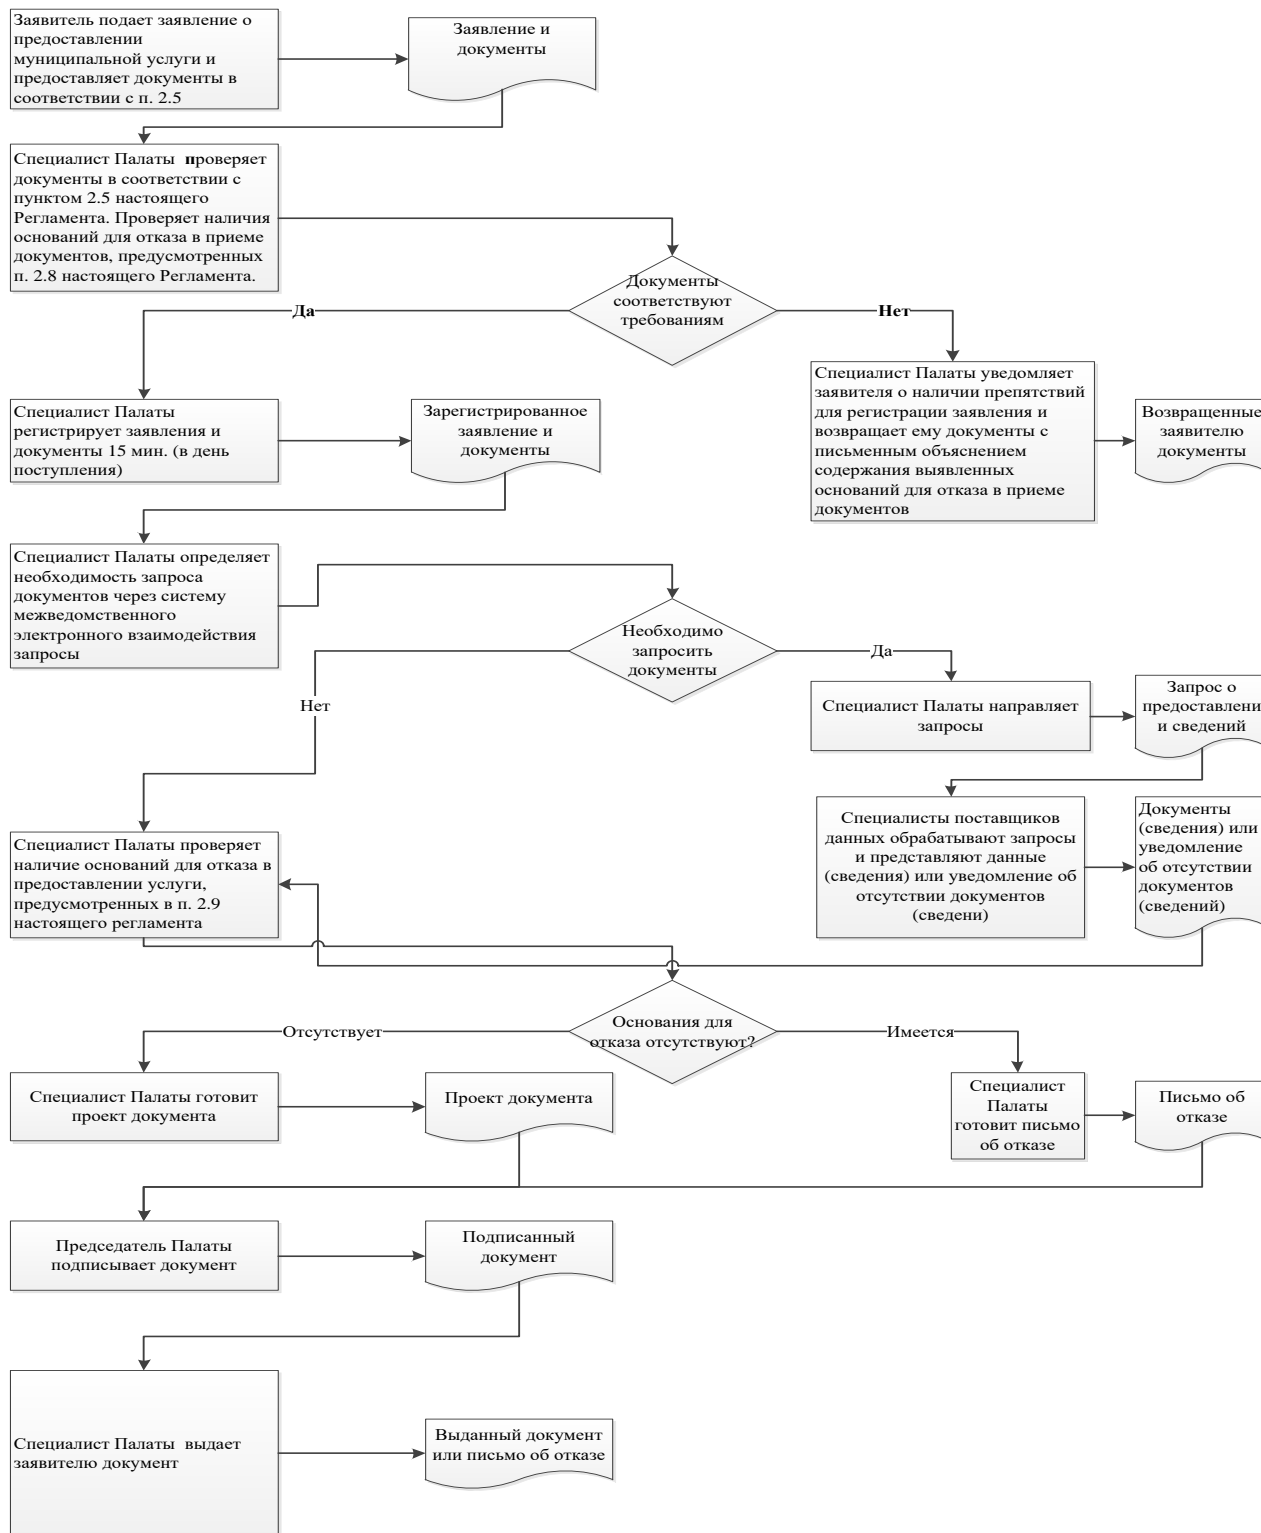 Заявитель подает заявление о
предоставлении
муниципальной услуги и
предоставляет документы в
соответствии с п. 2.5
Заявление и
документы
Специалист Палаты  проверяет
документы в соответствии с
пунктом 2.5 настоящего
Регламента. Проверяет наличия
оснований для отказа в приеме
документов, предусмотренных
п. 2.8 настоящего Регламента.
Документы
соответствуют
требованиям
Да
Нет
Специалист Палаты
регистрирует заявления и
документы 15 мин. (в день
поступления)
Зарегистрированное
заявление и
документы
Специалист Палаты уведомляет
заявителя о наличии препятствий
для регистрации заявления и
возвращает ему документы с
письменным объяснением
содержания выявленных
оснований для отказа в приеме
документов
Возвращенные
заявителю
документы
Специалист Палаты определяет
необходимость запроса
документов через систему
межведомственного
электронного взаимодействия
запросы
Необходимо
запросить
документы
Да
Нет
Специалист Палаты направляет
запросы
Запрос о
предоставлени
и сведений
Специалисты поставщиков
данных обрабатывают запросы
и представляют данные
(сведения) или уведомление об
отсутствии документов
(сведени)
Документы
(сведения) или
уведомление
об отсутствии
документов
(сведений)
Специалист Палаты проверяет
наличие оснований для отказа в
предоставлении услуги,
предусмотренных в п. 2.9
настоящего регламента
Основания для
отказа отсутствуют?
Отсутствует
Имеется
Специалист Палаты готовит
проект документа
Проект документа
Специалист
Палаты
готовит письмо
об отказе
Письмо об
отказе
Председатель Палаты
подписывает документ
Подписанный
документ
Специалист Палаты  выдает
заявителю документ
Выданный документ
или письмо об отказе